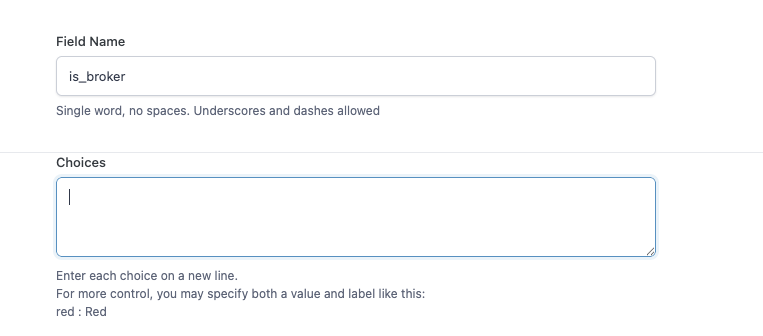 Field Name
is_broker
Single word, no spaces. Underscores and dashes allowed
Choices
Enter each choice on a new line.
For more control, you may specify both a value and label like this:
red : Red